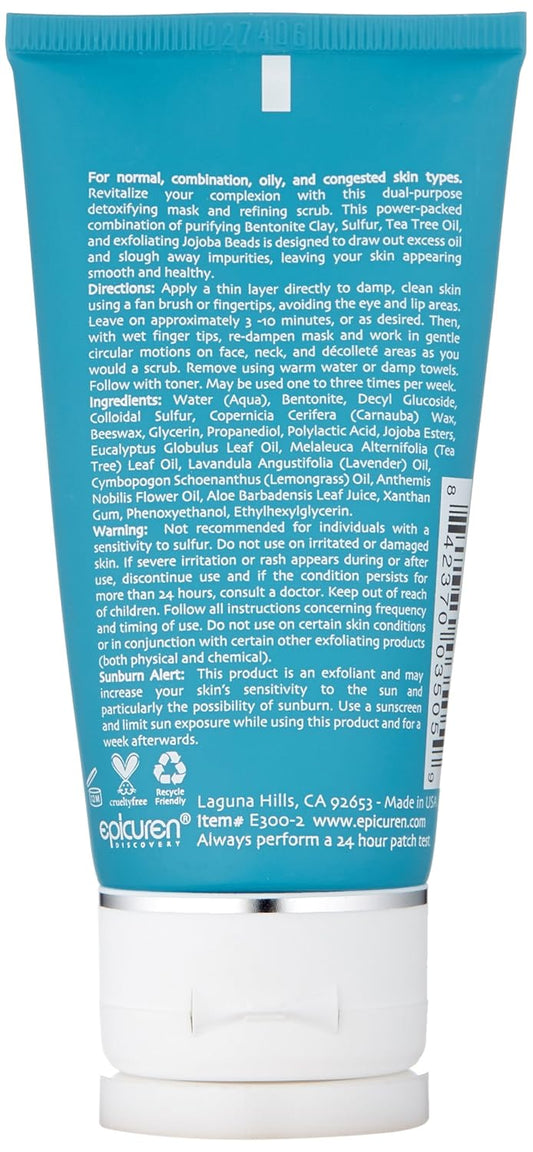 027406
For normal, combination, oily, and congested skin types.
Revitalize your complexion with this dual-purpose
detoxifying mask and refining scrub. This power-packed
combination of purifying Bentonite Clay, Sulfur, Tea Tree Oil,
and exfoliating Jojoba Beads is designed to draw out excess oil
and slough away impurities, leaving your skin appearing
smooth and healthy.
Directions: Apply a thin layer directly to damp, clean skin
using a fan brush or fingertips, avoiding the eye and lip areas.
Leave on approximately 3 -10 minutes, or as desired. Then,
with wet finger tips, re-dampen mask and work in gentle
circular motions on face, neck, and décolleté areas as you
would a scrub. Remove using warm water or damp towels.
Follow with toner. May be used one to three times per week.
Ingredients: Water (Aqua), Bentonite, Decyl Glucoside,
Colloidal Sulfur, Copernicia Cerifera (Carnauba) Wax,
Beeswax, Glycerin, Propanediol, Polylactic Acid, Jojoba Esters,
Eucalyptus Globulus Leaf Oil, Melaleuca Alternifolia (Tea
Tree) Leaf Oil, Lavandula Angustifolia (Lavender) Oil,
Cymbopogon Schoenanthus (Lemongrass) Oil, Anthemis
Nobilis Flower Oil, Aloe Barbadensis Leaf Juice, Xanthan
Gum, Phenoxyethanol, Ethylhexylglycerin.
Warning: Not recommended for individuals with a
sensitivity to sulfur. Do not use on irritated or damaged
skin. If severe irritation or rash appears during or after
use, discontinue use and if the condition persists for
more than 24 hours, consult a doctor. Keep out of reach
of children. Follow all instructions concerning frequency
and timing of use. Do not use on certain skin conditions
or in conjunction with certain other exfoliating products
(both physical and chemical).
Sunburn Alert: This product is an exfoliant and may
increase your skin's sensitivity to the sun and
particularly the possibility of sunburn. Use a sunscreen
and limit sun exposure while using this product and for a
week afterwards.
8 42370 03505 9
12M
crueltyfree
Recycle
Friendly
epicuren®
DISCOVERY
Laguna Hills, CA 92653 - Made in USA
Item# E300-2 www.epicuren.com
Always perform a 24 hour patch test